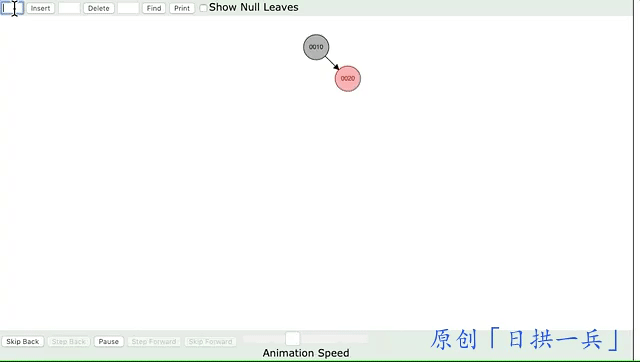 Insert Delete Find Print Show Null Leaves
0010
0020
Skip Back Step Back Pause Step Forward Skip Forward
Animation Speed
原创「日拱一兵」